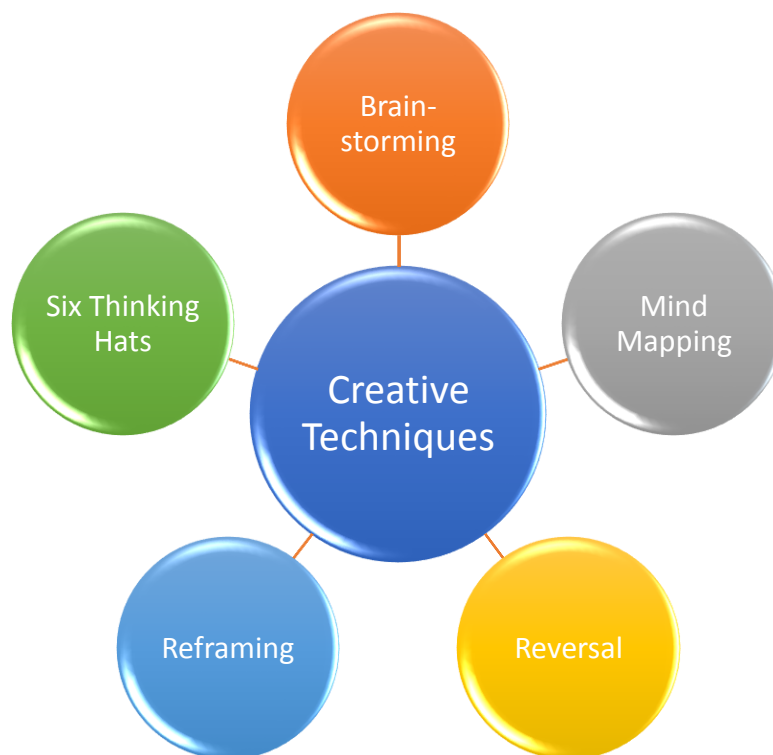 Brain-
storming
Six Thinking
Hats
Mind
Mapping
Creative
Techniques
Reframing
Reversal